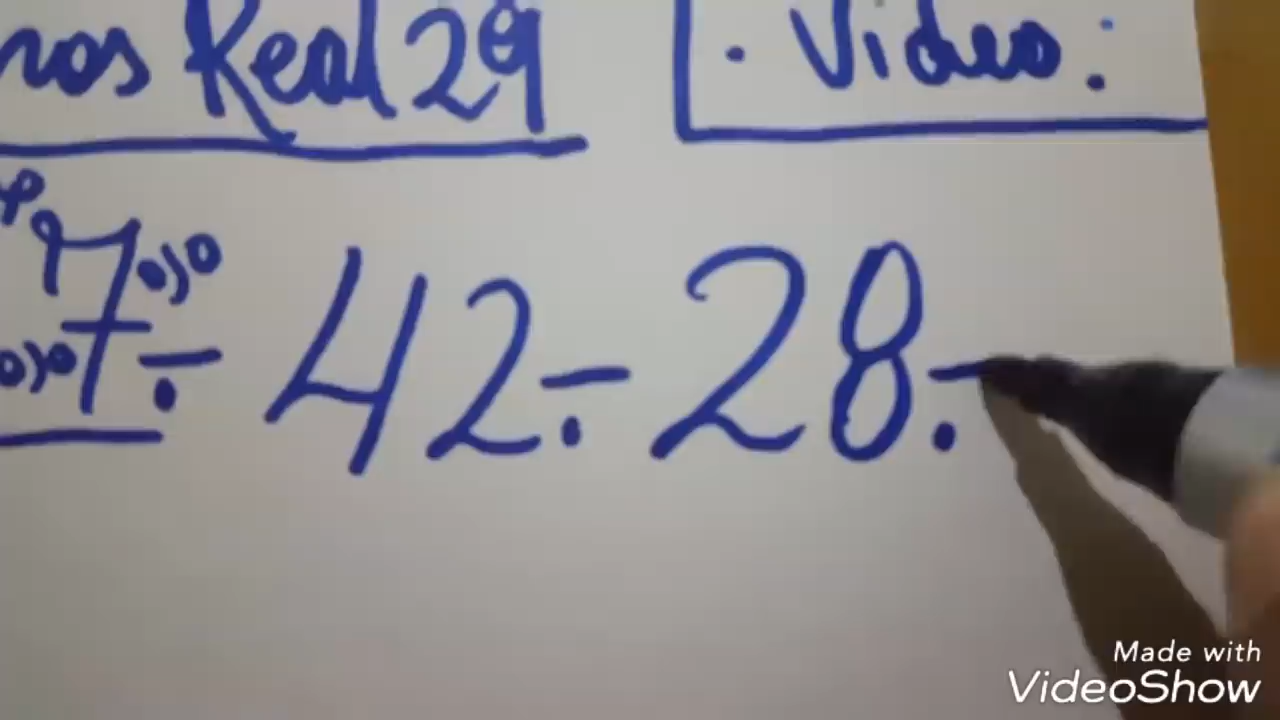 nos Real 29
. Video:
7 42.- 28.-
Made with
VideoShow